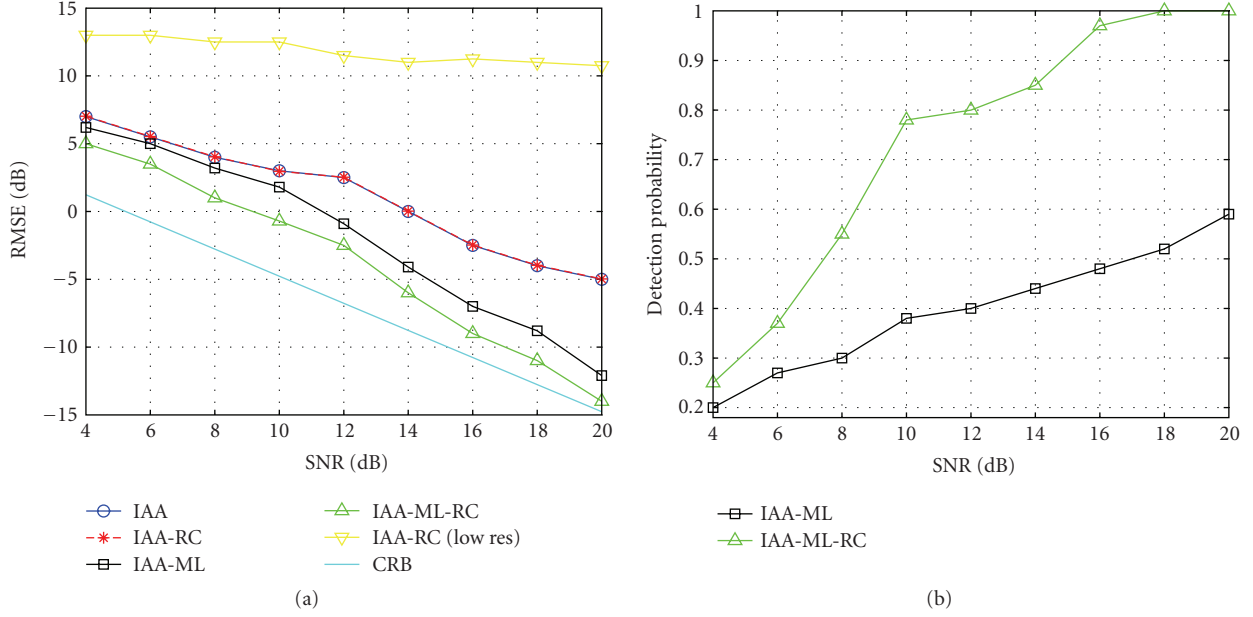 15
10
5
0
−5
−10
−15
RMSE (dB)
4 6 8 10 12 14 16 18 20
SNR (dB)
IAA
IAA-RC
IAA-ML
IAA-ML-RC
IAA-RC (low res)
CRB
(a)
1
0.9
0.8
0.7
0.6
0.5
0.4
0.3
0.2
Detection probability
4 6 8 10 12 14 16 18 20
SNR (dB)
IAA-ML
IAA-ML-RC
(b)